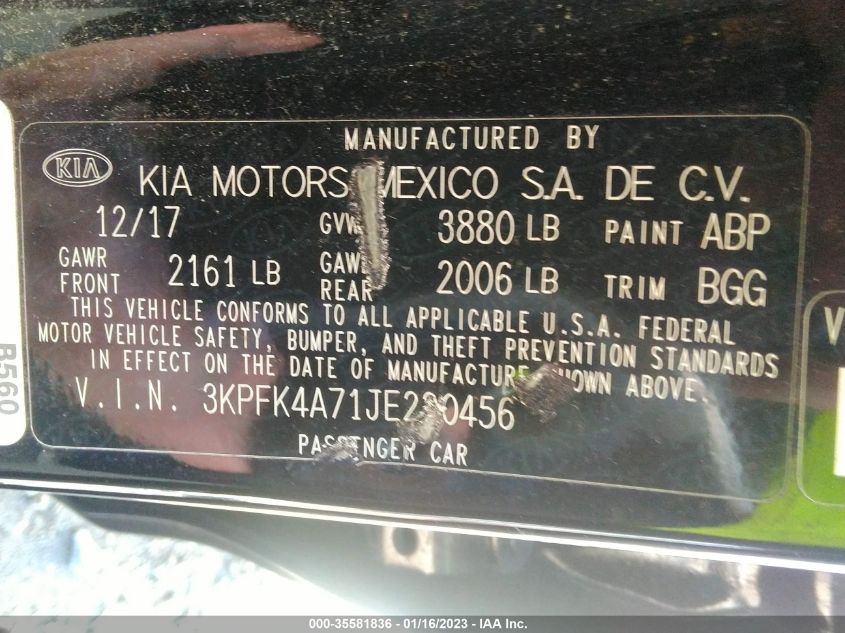 MANUFACTURED BY
KIA KIA MOTORS MEXICO S.A. DE C.V.
12/17 GVW 3880 LB PAINT ABP
GAWR FRONT 2161 LB REAR 2006 LB TRIM BGG
THIS VEHICLE CONFORMS TO ALL APPLICABLE U.S.A. FEDERAL
MOTOR VEHICLE SAFETY, BUMPER, AND THEFT PREVENTION STANDARDS
IN EFFECT ON THE DATE OF MANUFACTURE SHOWN ABOVE.
V.I.N.
PASSENGER CAR
B560
V
000-35581836 - 01/16/2023 - IAA Inc.